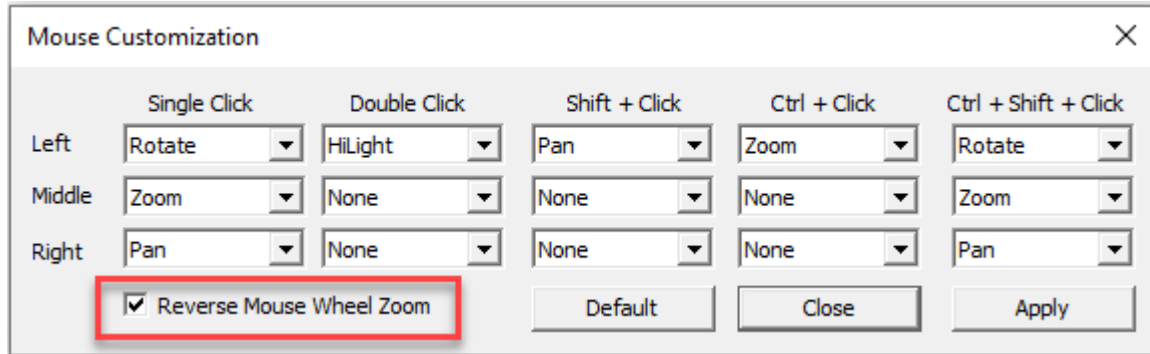 Mouse Customization
Single Click Double Click Shift + Click Ctrl + Click Ctrl + Shift + Click
Left Rotate HiLight Pan Zoom Rotate
Middle Zoom None None None Zoom
Right Pan None None None Pan
Reverse Mouse Wheel Zoom Default Close Apply